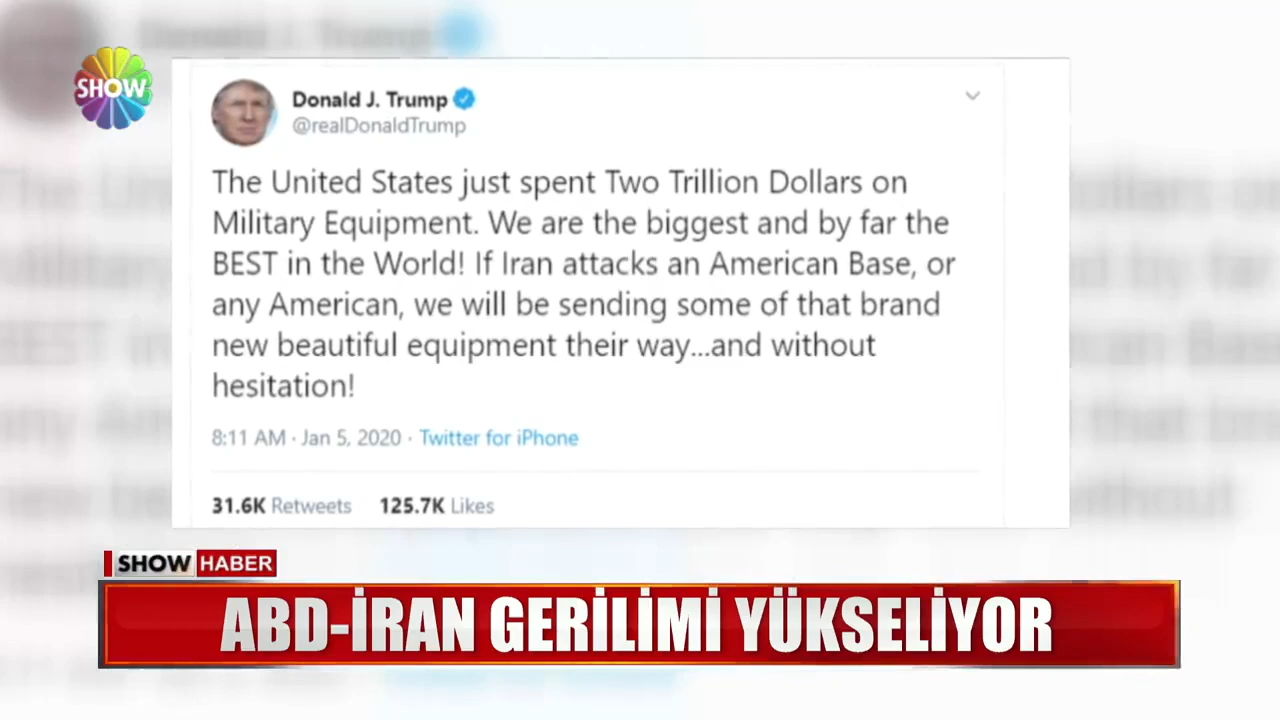 SHOW
Donald J. Trump
@realDonaldTrump
The United States just spent Two Trillion Dollars on
Military Equipment. We are the biggest and by far the
BEST in the World! If Iran attacks an American Base, or
any American, we will be sending some of that brand
new beautiful equipment their way...and without
hesitation!
8:11 AM · Jan 5, 2020 · Twitter for iPhone
31.6K Retweets 125.7K Likes
SHOW HABER
ABD-İRAN GERİLİMİ YÜKSELİYOR